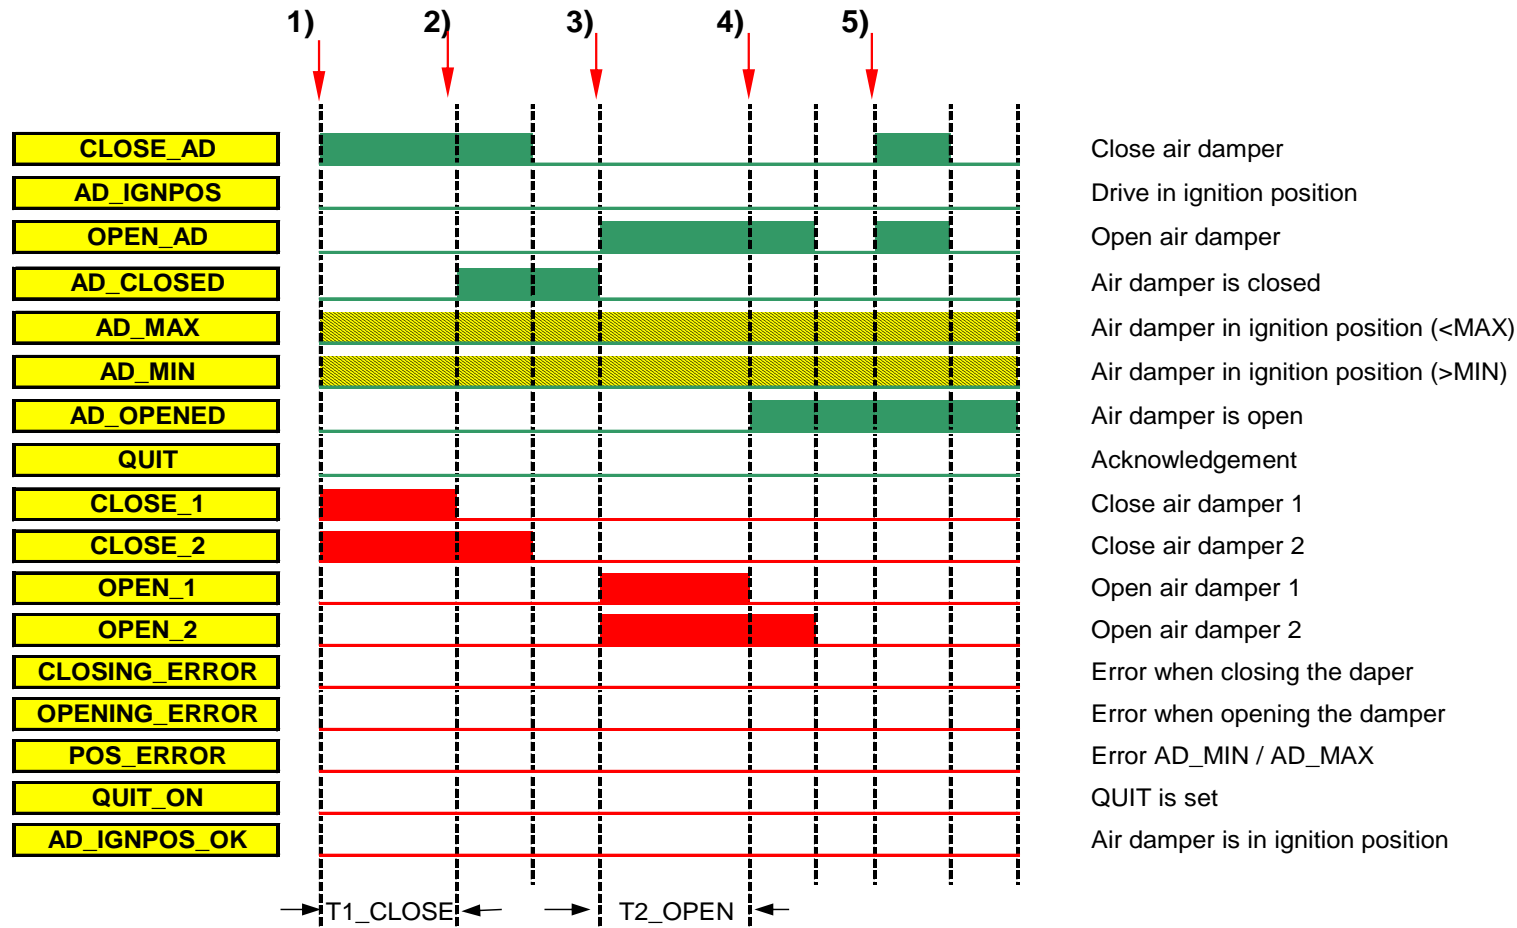 1) 2) 3) 4) 5)
CLOSE_AD Close air damper
AD_IGNPOS Drive in ignition position
OPEN_AD Open air damper
AD_CLOSED Air damper is closed
AD_MAX Air damper in ignition position (<MAX)
AD_MIN Air damper in ignition position (>MIN)
AD_OPENED Air damper is open
QUIT Acknowledgement
CLOSE_1 Close air damper 1
CLOSE_2 Close air damper 2
OPEN_1 Open air damper 1
OPEN_2 Open air damper 2
CLOSING_ERROR Error when closing the daper
OPENING_ERROR Error when opening the damper
POS_ERROR Error AD_MIN / AD_MAX
QUIT_ON QUIT is set
AD_IGNPOS_OK Air damper is in ignition position
T1_CLOSE T2_OPEN